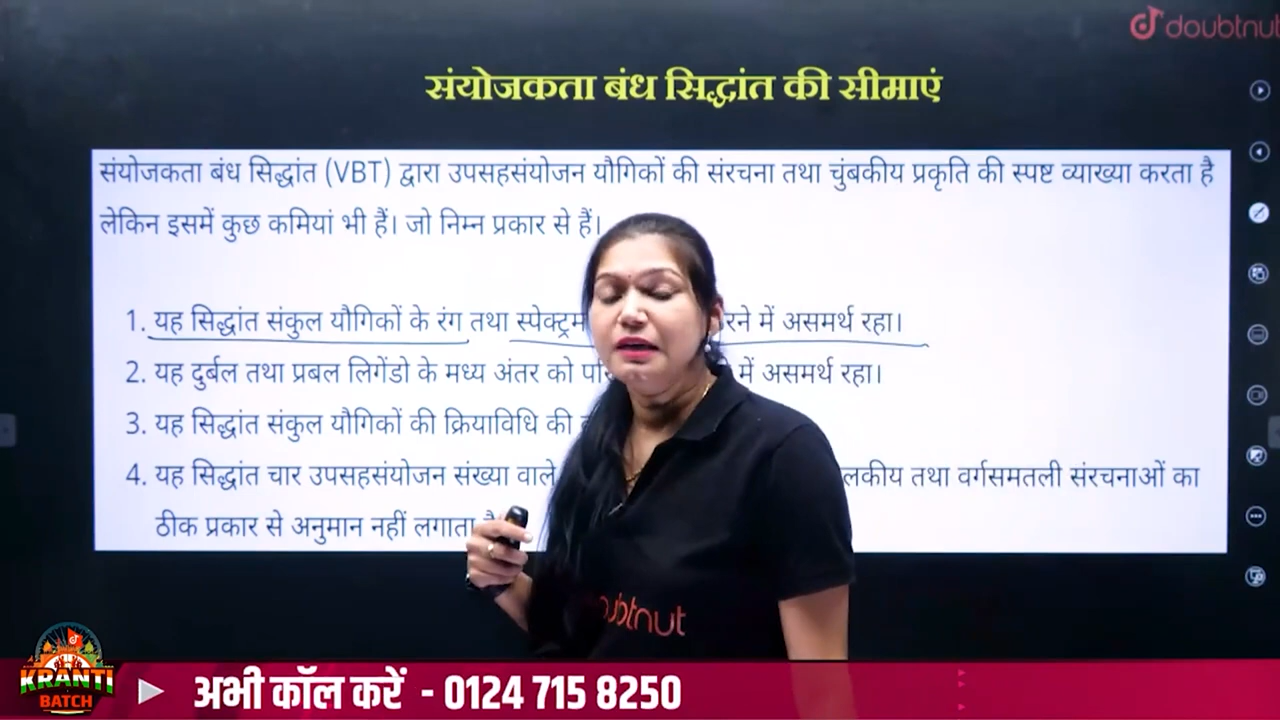 doubtnut
संयोजकता बंध सिद्धांत की सीमाएं
संयोजकता बंध सिद्धांत (VBT) द्वारा उपसहसंयोजन यौगिकों की संरचना तथा चुंबकीय प्रकृति की स्पष्ट व्याख्या करता है
लेकिन इसमें कुछ कमियां भी हैं। जो निम्न प्रकार से हैं।
1. यह सिद्धांत संकुल यौगिकों के रंग तथा स्पेक्ट्रम रने में असमर्थ रहा।
2. यह दुर्बल तथा प्रबल लिगेंडो के मध्य अंतर को में असमर्थ रहा।
3. यह सिद्धांत संकुल यौगिकों की क्रियाविधि की
4. यह सिद्धांत चार उपसहसंयोजन संख्या वाले लकीय तथा वर्गसमतली संरचनाओं का
ठीक प्रकार से अनुमान नहीं लगाता
doubtnut
KRANTI
BATCH
अभी कॉल करें - 0124 715 8250